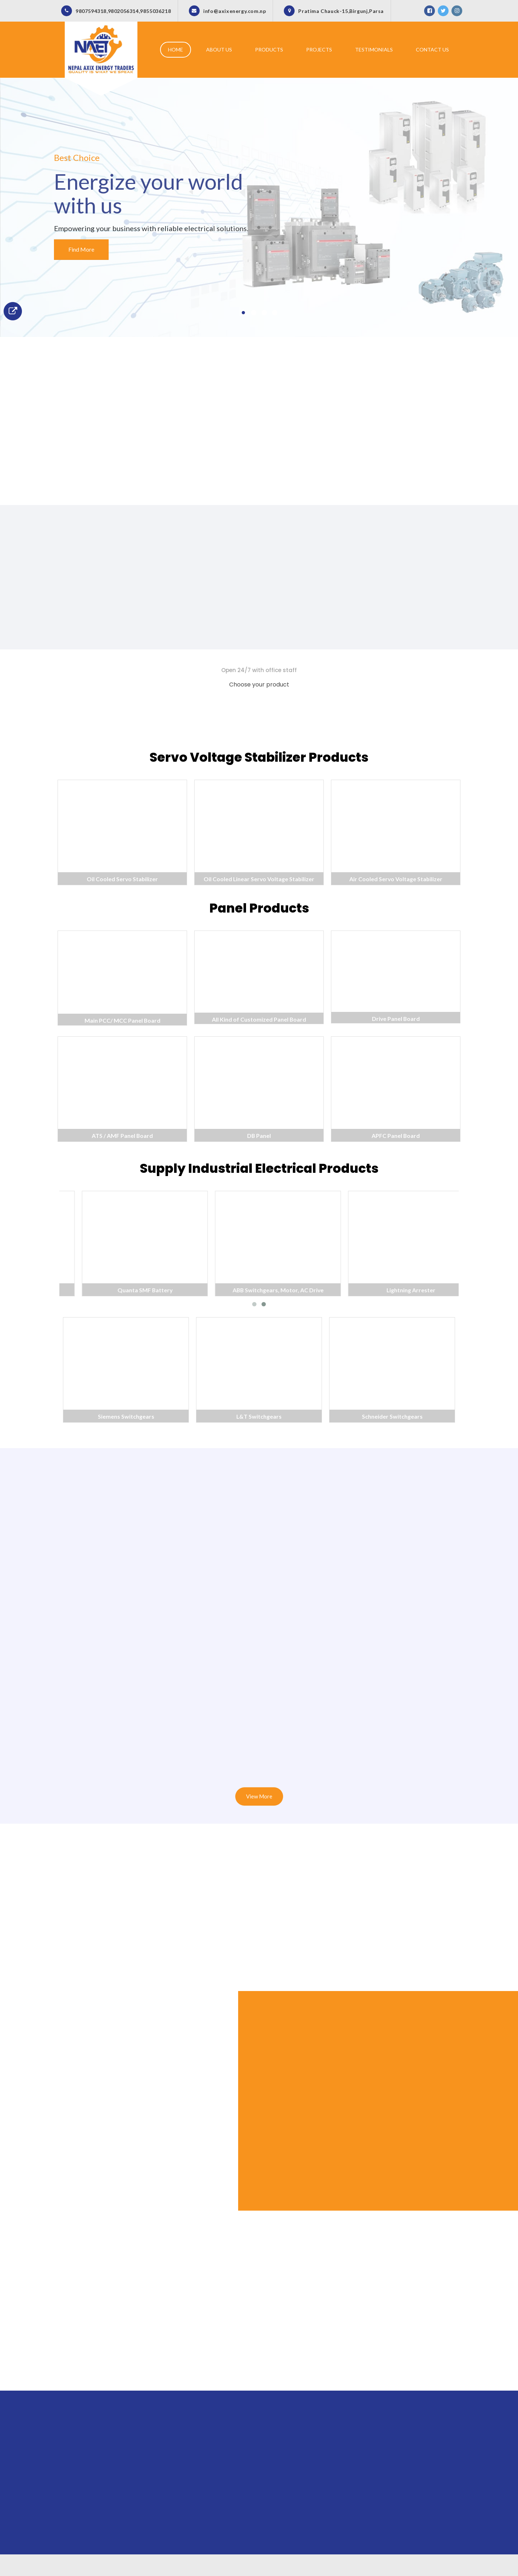 9807594318,9802056314,9855036218
info@axixenergy.com.np
Pratima Chauck-15,Birgunj,Parsa
NAET
NEPAL AXIX ENERGY TRADERS
QUALITY IS WHAT WE SPEAK
HOME
ABOUT US
PRODUCTS
PROJECTS
TESTIMONIALS
CONTACT US
Best Choice
Energize your world
with us
Empowering your business with reliable electrical solutions.
Find More
Open 24/7 with office staff
Choose your product
Servo Voltage Stabilizer Products
Oil Cooled Servo Stabilizer
Oil Cooled Linear Servo Voltage Stabilizer
Air Cooled Servo Voltage Stabilizer
Panel Products
Main PCC/ MCC Panel Board
All Kind of Customized Panel Board
Drive Panel Board
ATS / AMF Panel Board
DB Panel
APFC Panel Board
Supply Industrial Electrical Products
Quanta SMF Battery
ABB Switchgears, Motor, AC Drive
Lightning Arrester
Siemens Switchgears
L&T Switchgears
Schneider Switchgears
View More